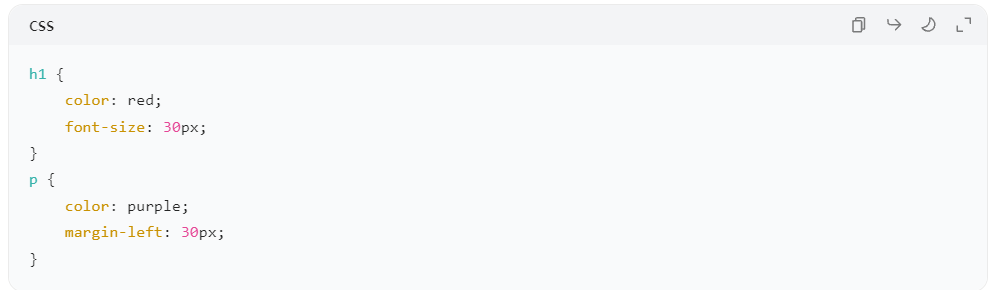 CSS
h1 {
    color: red;
    font-size: 30px;
}
p {
    color: purple;
    margin-left: 30px;
}